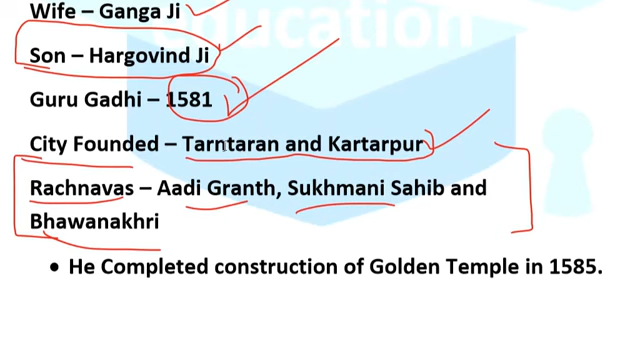 education
Wife – Ganga Ji
Son – Hargovind Ji
Guru Gadhi – 1581
City Founded – Tarntaran and Kartarpur
Rachnavas – Aadi Granth, Sukhmani Sahib and
Bhawanakhri
• He Completed construction of Golden Temple in 1585.